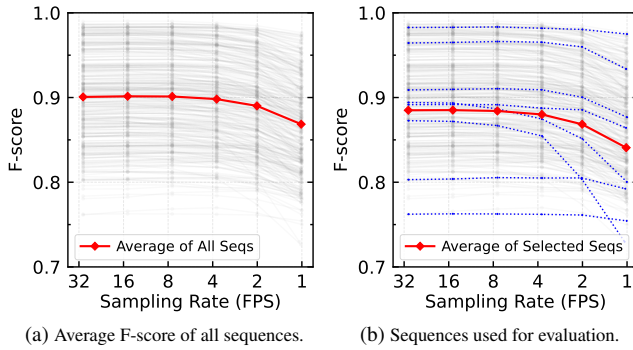 1.0
0.9
0.8
0.7
F-score
32 16 8 4 2 1
Sampling Rate (FPS)
Average of All Seqs
(a) Average F-score of all sequences.
1.0
0.9
0.8
0.7
F-score
32 16 8 4 2 1
Sampling Rate (FPS)
Average of Selected Seqs
(b) Sequences used for evaluation.